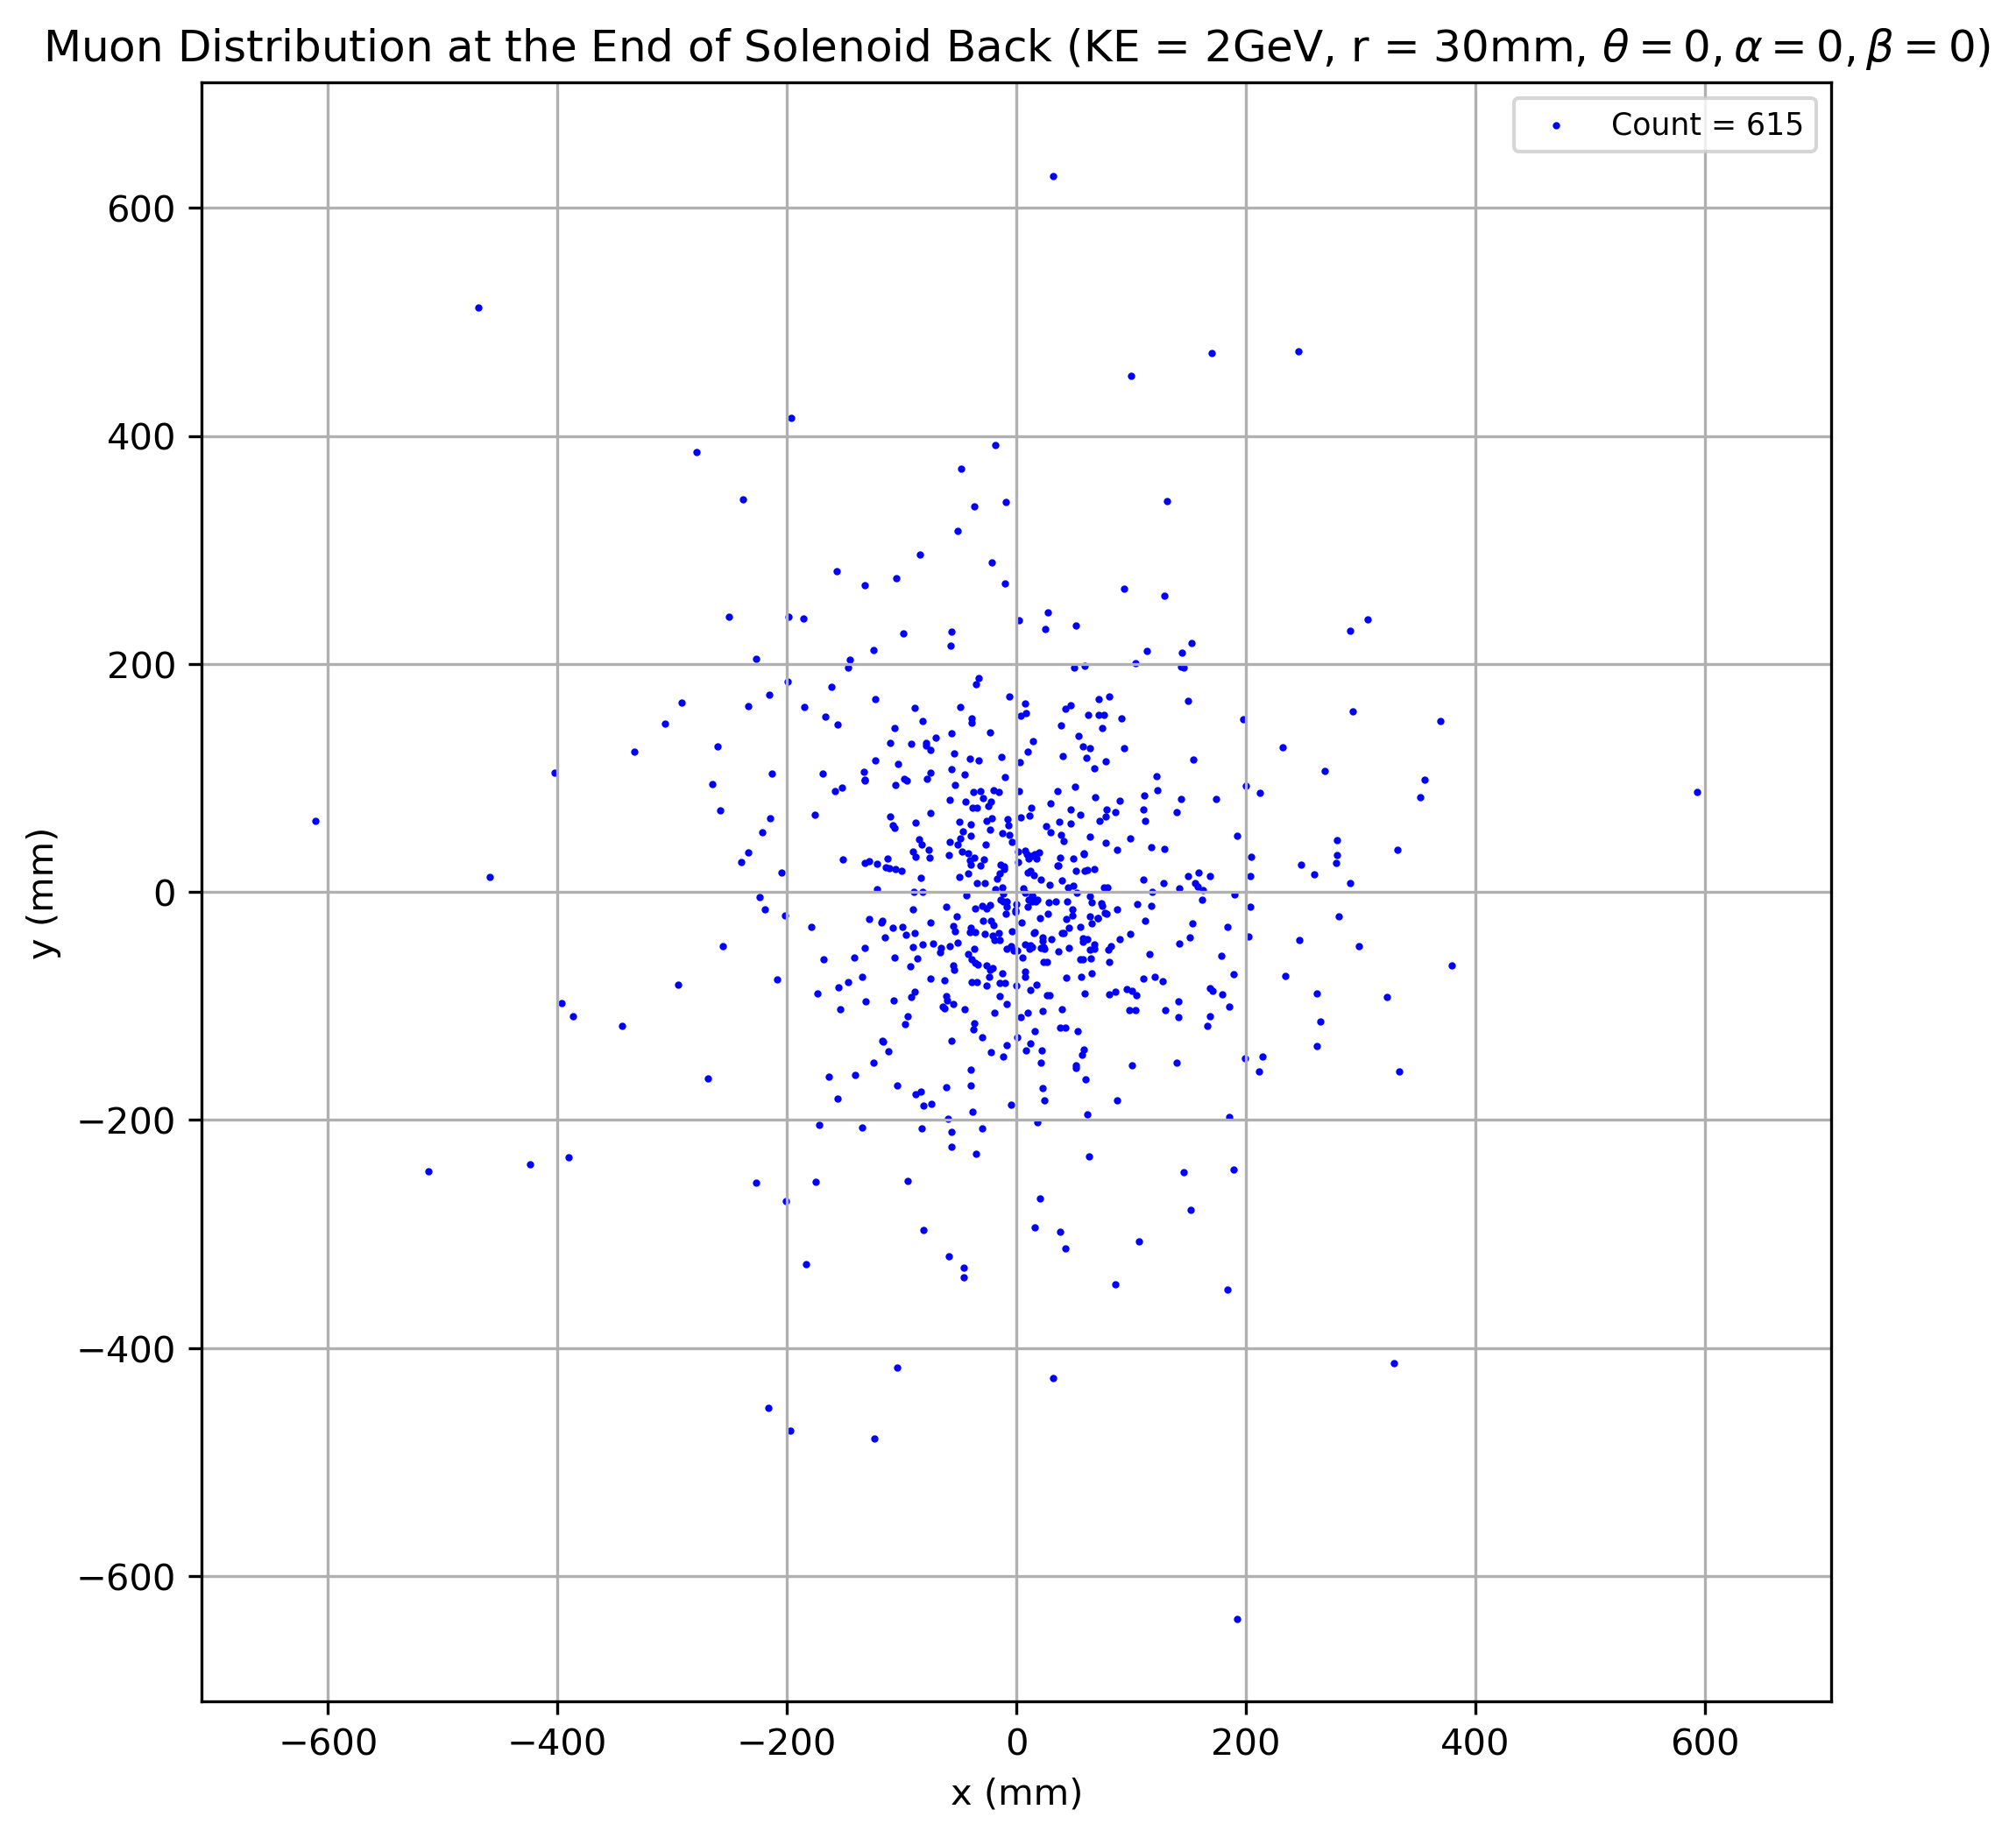 Muon Distribution at the End of Solenoid Back (KE = 2GeV, r = 30mm, θ = 0, α = 0, β = 0)
Count = 615
600
400
200
0
−200
−400
−600
y (mm)
−600 −400 −200 0 200 400 600
x (mm)